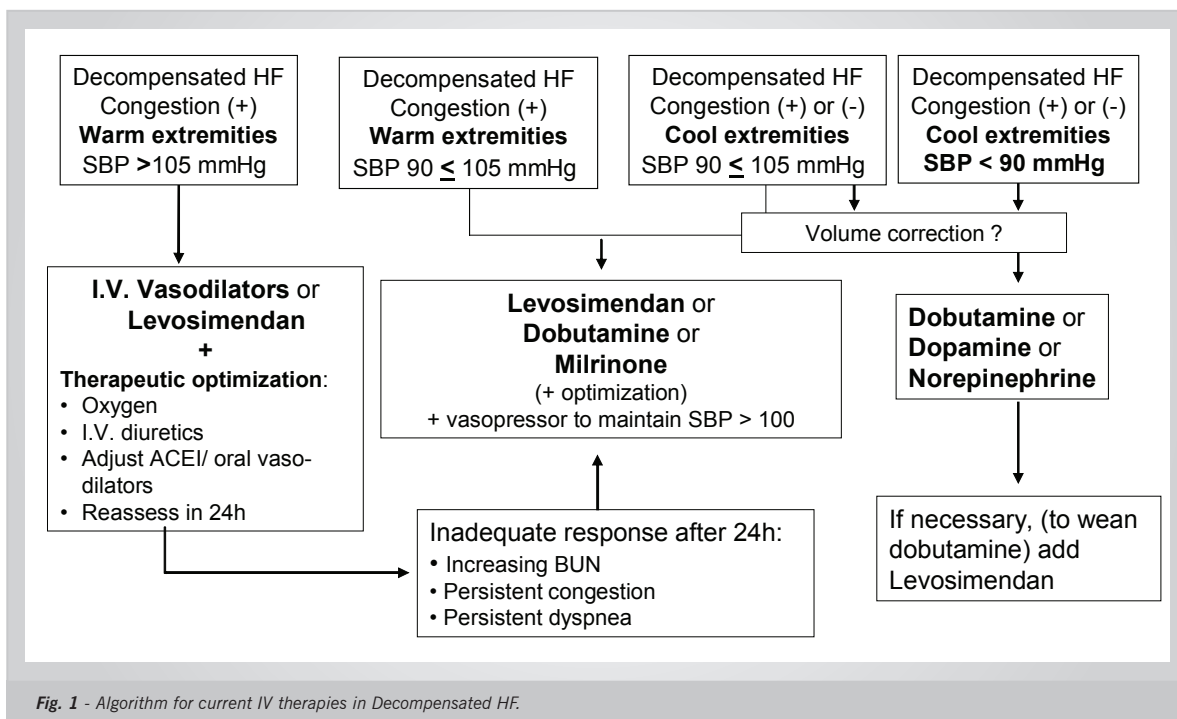 Decompensated HF
Congestion (+)
Warm extremities
SBP >105 mmHg
Decompensated HF
Congestion (+)
Warm extremities
SBP 90 ≤ 105 mmHg
Decompensated HF
Congestion (+) or (-)
Cool extremities
SBP 90 ≤ 105 mmHg
Decompensated HF
Congestion (+) or (-)
Cool extremities
SBP < 90 mmHg
Volume correction ?
I.V. Vasodilators or
Levosimendan
+
Therapeutic optimization:
• Oxygen
• I.V. diuretics
• Adjust ACEI/ oral vaso-
dilators
• Reassess in 24h
Levosimendan or
Dobutamine or
Milrinone
(+ optimization)
+ vasopressor to maintain SBP > 100
Dobutamine or
Dopamine or
Norepinephrine
Inadequate response after 24h:
• Increasing BUN
• Persistent congestion
• Persistent dyspnea
If necessary, (to wean
dobutamine) add
Levosimendan
Fig. 1 - Algorithm for current IV therapies in Decompensated HF.